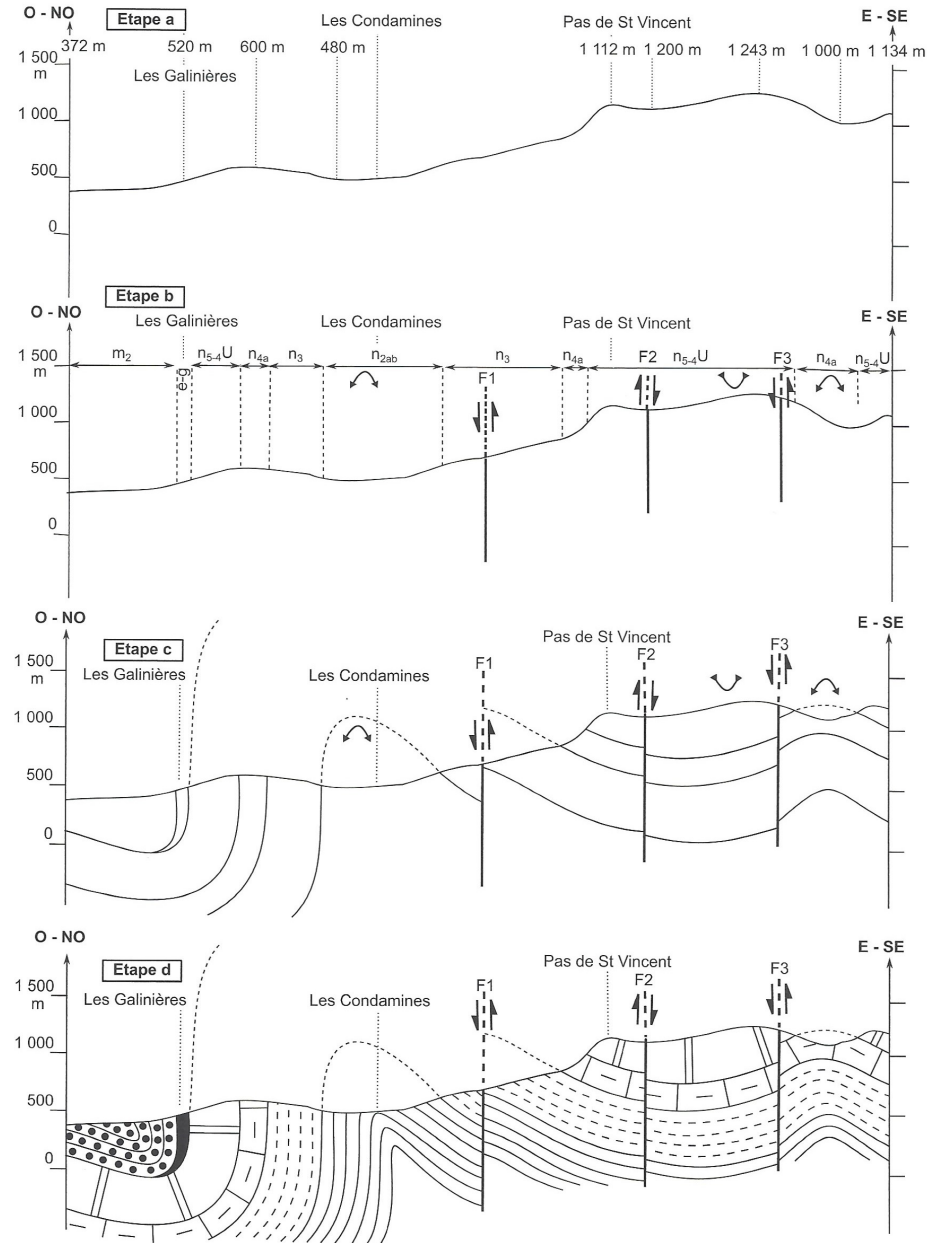 O - NO
Etape a
Les Condamines
Pas de St Vincent
E - SE
372 m
520 m
600 m
480 m
1 112 m
1 200 m
1 243 m
1 000 m
1 134 m
1 500
m
Les Galinières
1 000
500
0
Etape b
O - NO
Les Galinières
Les Condamines
Pas de St Vincent
E - SE
1 500
m
m2
e-g
n5-4U
n4a
n3
n2ab
n3
n4a
F2
n5-4U
F3
n4a
n5-4U
F1
1 000
500
0
O - NO
E - SE
Etape c
Pas de St Vincent
1 500
m
Les Galinières
Les Condamines
F1
F2
F3
1 000
500
0
O - NO
E - SE
Etape d
Pas de St Vincent
1 500
m
Les Galinières
Les Condamines
F1
F2
F3
1 000
500
0